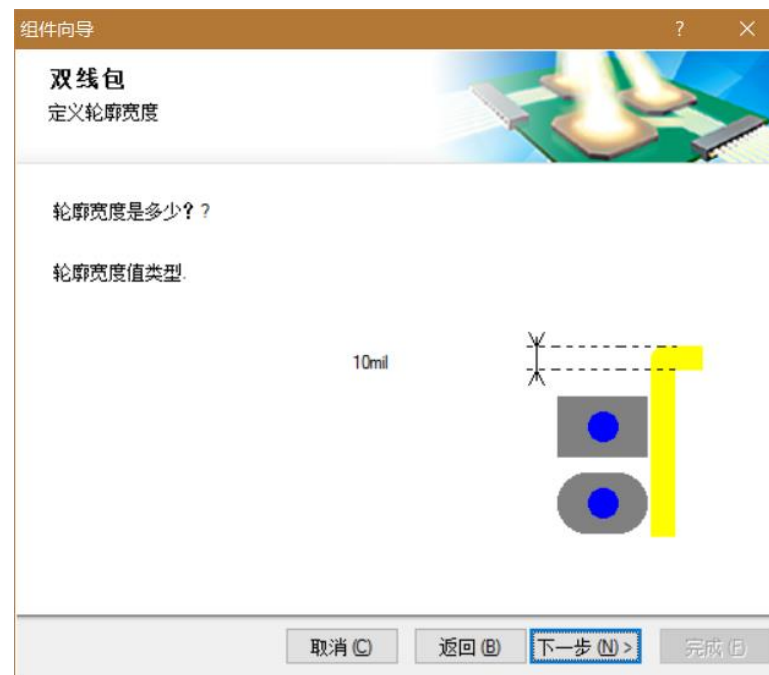 组件向导
双线包
定义轮廓宽度
轮廓宽度是多少??
轮廓宽度值类型.
10mil
取消(C) 返回(B) 下一步(N)> 完成(F)